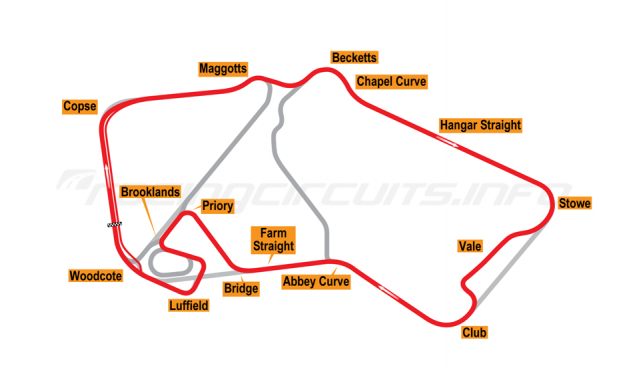 Becketts
Maggotts
Chapel Curve
Copse
Hangar Straight
RACINGCIRCUITS.INFO
Brooklands
Priory
Stowe
Farm
Straight
Vale
Woodcote
Abbey Curve
Bridge
Luffield
Club